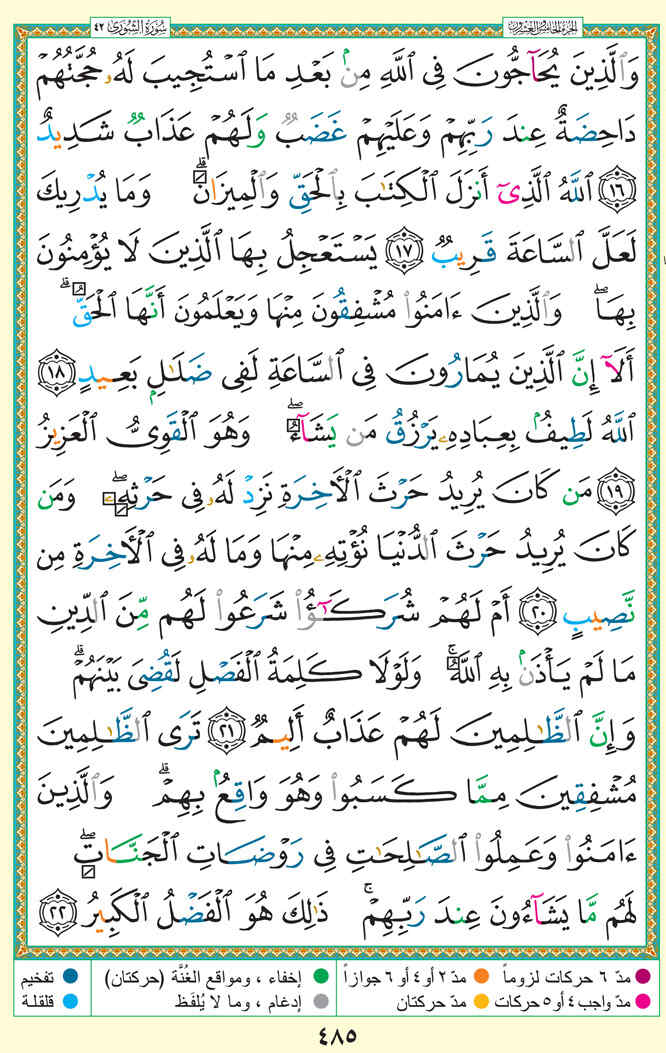 الجزء الخامس والعشرون
سُورَةُ الشُّورَىٰ ٤٢
وَالَّذِينَ يُحَآجُّونَ فِى ٱللَّهِ مِنۢ بَعْدِ مَا ٱسْتُجِيبَ لَهُۥ حُجَّتُهُمْ
دَاحِضَةٌ عِندَ رَبِّهِمْ وَعَلَيْهِمْ غَضَبٌ وَلَهُمْ عَذَابٌ شَدِيدٌ
١٦ ٱللَّهُ ٱلَّذِىٓ أَنزَلَ ٱلْكِتَٰبَ بِٱلْحَقِّ وَٱلْمِيزَانَ ۗ وَمَا يُدْرِيكَ
لَعَلَّ ٱلسَّاعَةَ قَرِيبٌ ١٧ يَسْتَعْجِلُ بِهَا ٱلَّذِينَ لَا يُؤْمِنُونَ
بِهَا ۖ وَٱلَّذِينَ ءَامَنُوا۟ مُشْفِقُونَ مِنْهَا وَيَعْلَمُونَ أَنَّهَا ٱلْحَقُّ ۗ
أَلَآ إِنَّ ٱلَّذِينَ يُمَارُونَ فِى ٱلسَّاعَةِ لَفِى ضَلَٰلٍۭ بَعِيدٍ ١٨
ٱللَّهُ لَطِيفٌۢ بِعِبَادِهِۦ يَرْزُقُ مَن يَشَآءُ ۖ وَهُوَ ٱلْقَوِىُّ ٱلْعَزِيزُ
١٩ مَن كَانَ يُرِيدُ حَرْثَ ٱلْءَاخِرَةِ نَزِدْ لَهُۥ فِى حَرْثِهِۦ ۖ وَمَن
كَانَ يُرِيدُ حَرْثَ ٱلدُّنْيَا نُؤْتِهِۦ مِنْهَا وَمَا لَهُۥ فِى ٱلْءَاخِرَةِ مِن
نَّصِيبٍ ٢٠ أَمْ لَهُمْ شُرَكَٰٓؤُا۟ شَرَعُوا۟ لَهُم مِّنَ ٱلدِّينِ
مَا لَمْ يَأْذَنۢ بِهِ ٱللَّهُ ۚ وَلَوْلَا كَلِمَةُ ٱلْفَصْلِ لَقُضِىَ بَيْنَهُمْ ۗ
وَإِنَّ ٱلظَّٰلِمِينَ لَهُمْ عَذَابٌ أَلِيمٌ ٢١ تَرَى ٱلظَّٰلِمِينَ
مُشْفِقِينَ مِمَّا كَسَبُوا۟ وَهُوَ وَاقِعٌۢ بِهِمْ ۗ وَٱلَّذِينَ
ءَامَنُوا۟ وَعَمِلُوا۟ ٱلصَّٰلِحَٰتِ فِى رَوْضَاتِ ٱلْجَنَّاتِ ۖ
لَهُم مَّا يَشَآءُونَ عِندَ رَبِّهِمْ ۚ ذَٰلِكَ هُوَ ٱلْفَضْلُ ٱلْكَبِيرُ ٢٢
مدّ ٦ حركات لزوماً مدّ ٢ أو ٤ أو ٦ جوازاً إخفاء ، ومواقع الغُنَّة (حركتان) تفخيم
مدّ واجب ٤ أو ٥ حركات مدّ حركتان إدغام ، وما لا يُلفَظ قلقلة
٤٨٥